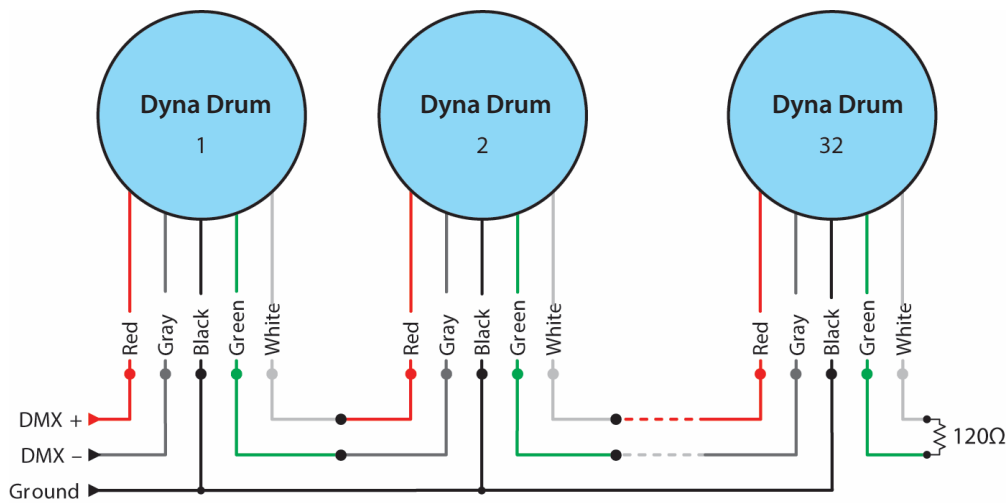 Dyna Drum
1
Dyna Drum
2
Dyna Drum
32
Red
Gray
Black
Green
White
Red
Gray
Black
Green
White
Red
Gray
Black
Green
White
DMX +
DMX –
Ground
120Ω